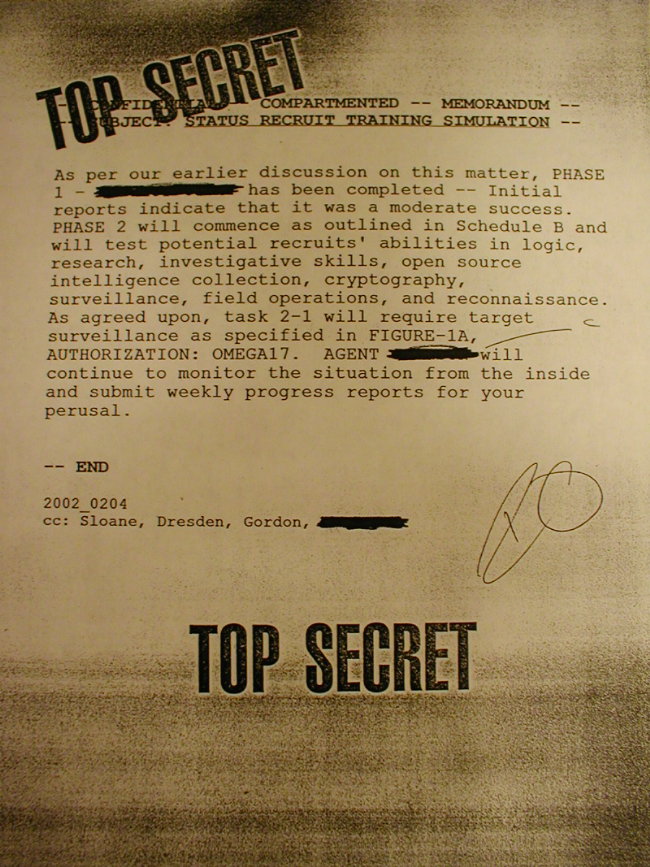 TOP SECRET
-- CONFIDENTIAL -- COMPARTMENTED -- MEMORANDUM --
-- SUBJECT: STATUS RECRUIT TRAINING SIMULATION --
As per our earlier discussion on this matter, PHASE
1 - has been completed -- Initial
reports indicate that it was a moderate success.
PHASE 2 will commence as outlined in Schedule B and
will test potential recruits' abilities in logic,
research, investigative skills, open source
intelligence collection, cryptography,
surveillance, field operations, and reconnaissance.
As agreed upon, task 2-1 will require target
surveillance as specified in FIGURE-1A,
AUTHORIZATION: OMEGA17. AGENT will
continue to monitor the situation from the inside
and submit weekly progress reports for your
perusal.
-- END
2002_0204
cc: Sloane, Dresden, Gordon,
TOP SECRET